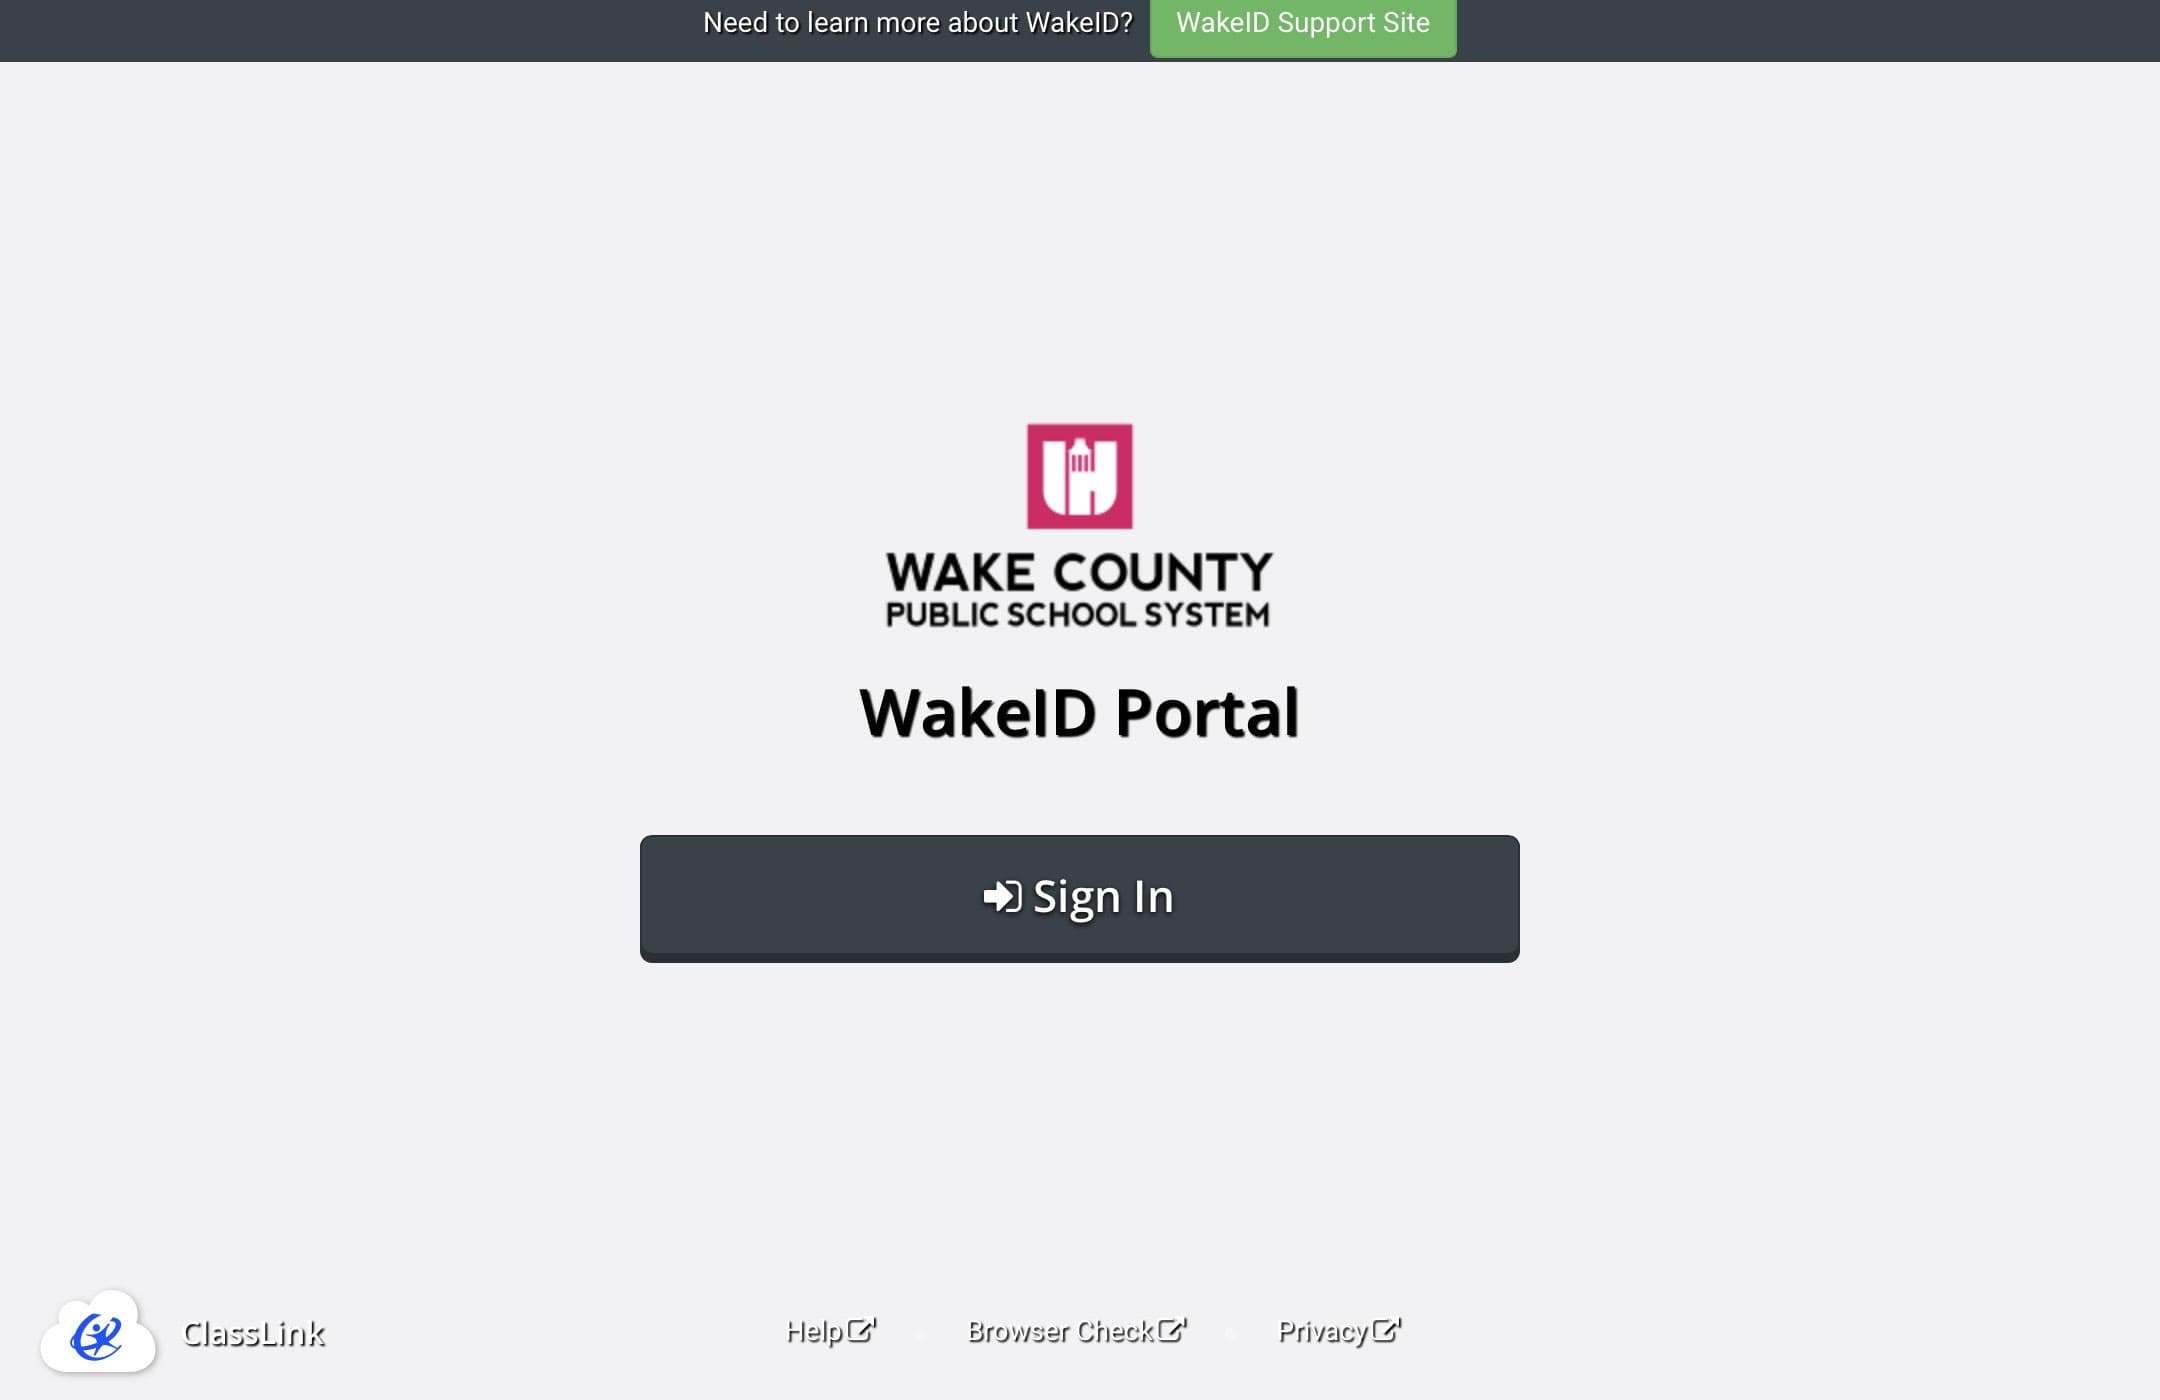 Need to learn more about WakeID? WakeID Support Site
WAKE COUNTY
PUBLIC SCHOOL SYSTEM
WakeID Portal
Sign In
ClassLink
Help Browser Check Privacy